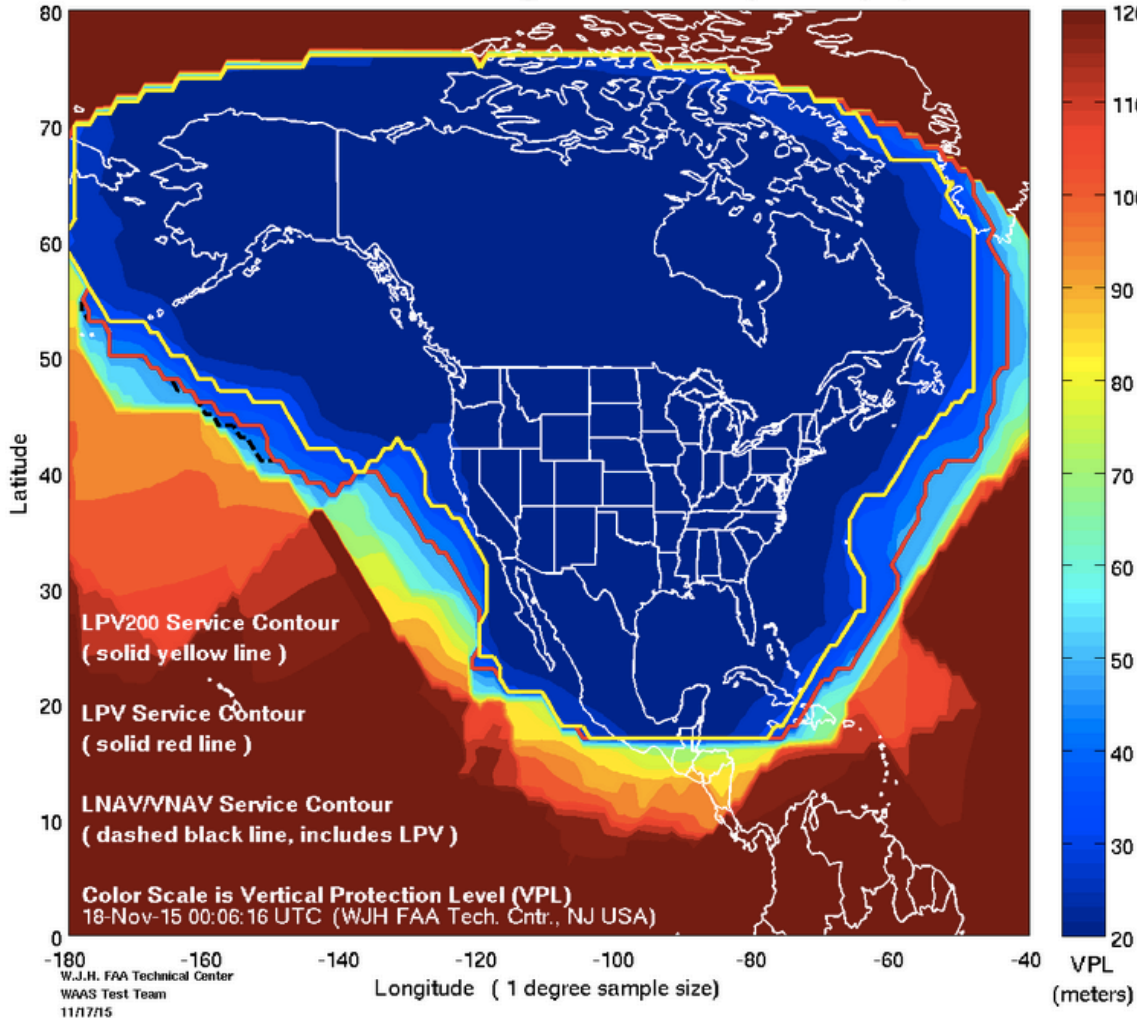 80
70
60
50
40
30
20
10
0
Latitude
LPV200 Service Contour
( solid yellow line )
LPV Service Contour
( solid red line )
LNAV/VNAV Service Contour
( dashed black line, includes LPV )
Color Scale is Vertical Protection Level (VPL)
18-Nov-15 00:06:16 UTC (WJH FAA Tech. Cntr., NJ USA)
-180 -160 -140 -120 -100 -80 -60 -40
Longitude ( 1 degree sample size)
W.J.H. FAA Technical Center
WAAS Test Team
11/17/15
120
110
100
90
80
70
60
50
40
30
20
VPL
(meters)